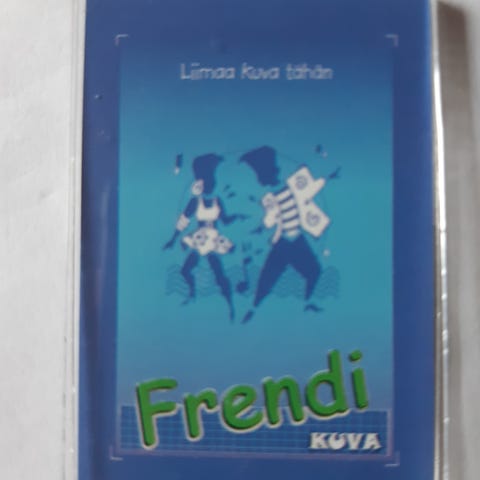 Liimaa kuva tähän
Frendi
KUVA